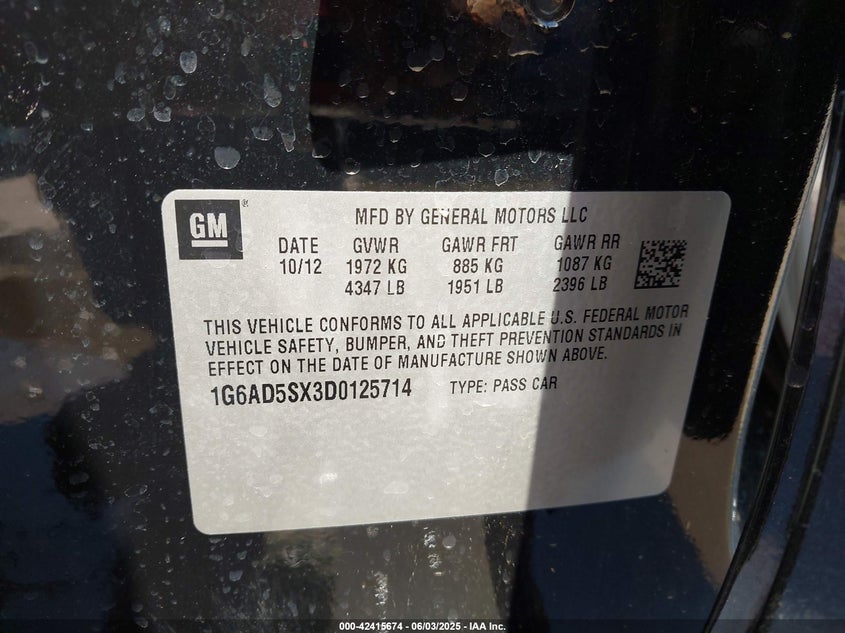 GM ®
MFD BY GENERAL MOTORS LLC
DATE GVWR GAWR FRT GAWR RR
10/12 1972 KG 885 KG 1087 KG
4347 LB 1951 LB 2396 LB
THIS VEHICLE CONFORMS TO ALL APPLICABLE U.S. FEDERAL MOTOR
VEHICLE SAFETY, BUMPER, AND THEFT PREVENTION STANDARDS IN
EFFECT ON THE DATE OF MANUFACTURE SHOWN ABOVE.
1G6AD5SX3D0125714 TYPE: PASS CAR
000-42415674 - 06/03/2025 - IAA Inc.